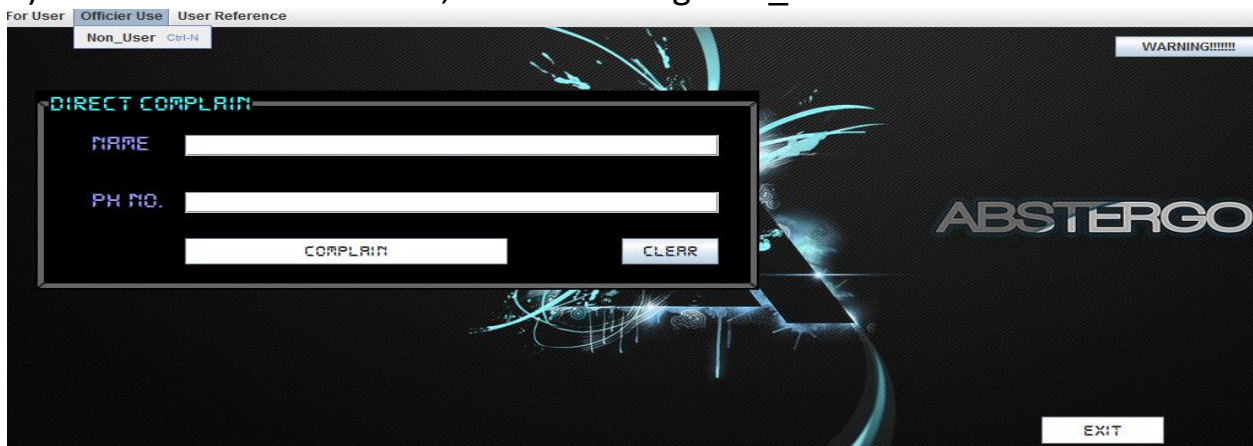 For User Officier Use User Reference
Non_User Ctrl-N
WARNING!!!!!!!
DIRECT COMPLAIN
NAME
PH NO.
COMPLAIN CLEAR
ABSTERGO
EXIT